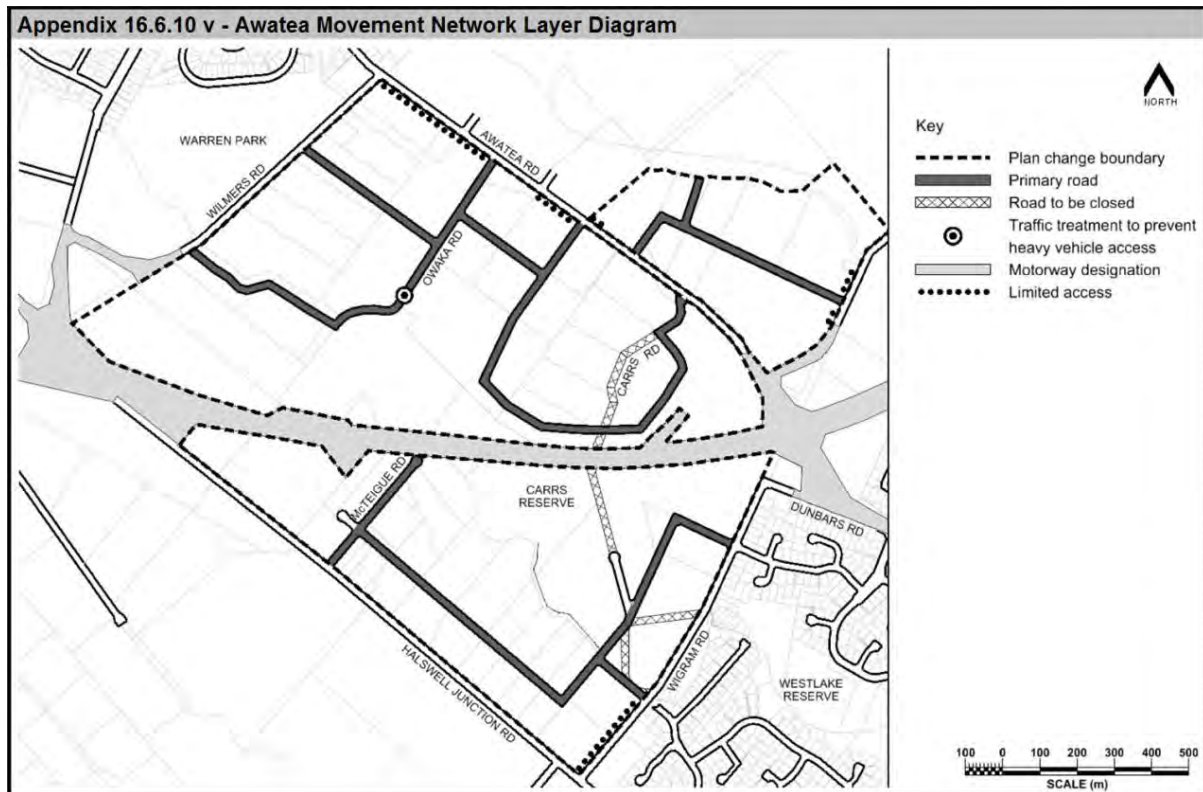 Appendix 16.6.10 v - Awatea Movement Network Layer Diagram
NORTH
WARREN PARK
WILMERS RD
AWATEA RD
OWAKA RD
CARRS RD
McTEIGUE RD
CARRS
RESERVE
DUNBARS RD
WIGRAM RD
WESTLAKE
RESERVE
HALSWELL JUNCTION RD
Key
Plan change boundary
Primary road
Road to be closed
Traffic treatment to prevent
heavy vehicle access
Motorway designation
Limited access
100 0 100 200 300 400 500
SCALE (m)